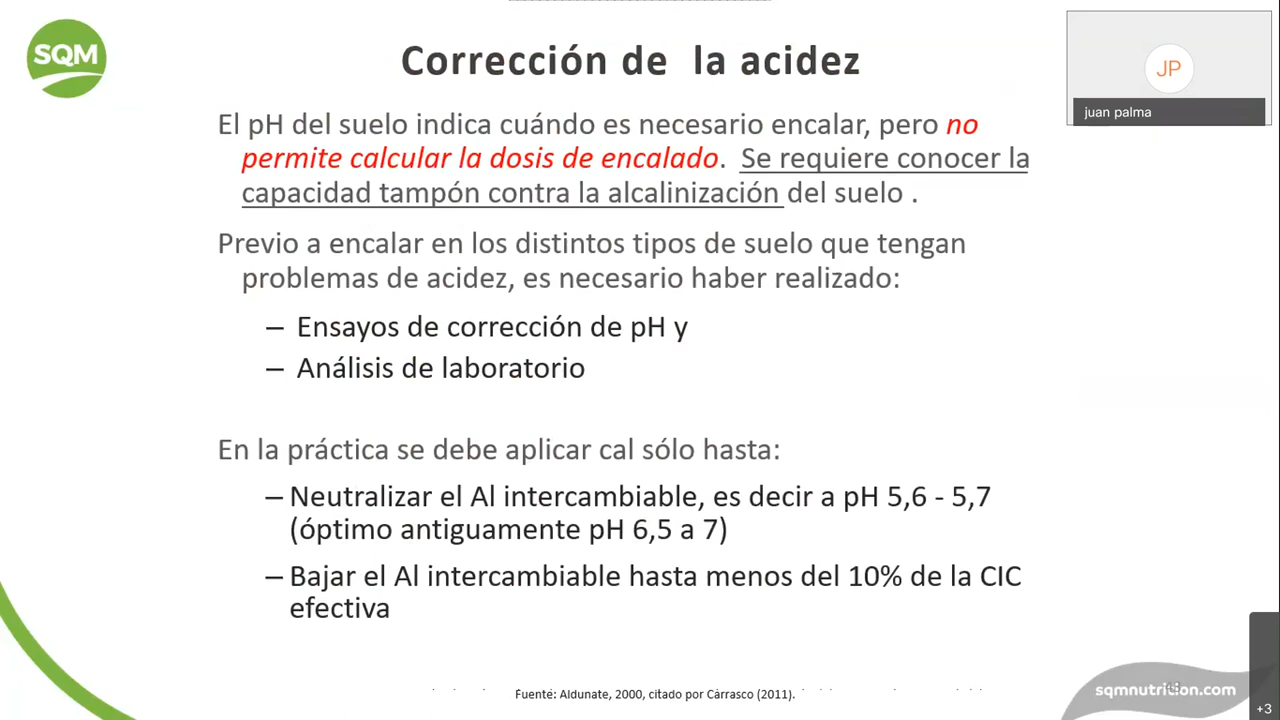 SQM
Corrección de la acidez
JP
juan palma
El pH del suelo indica cuándo es necesario encalar, pero no
permite calcular la dosis de encalado. Se requiere conocer la
capacidad tampón contra la alcalinización del suelo .
Previo a encalar en los distintos tipos de suelo que tengan
problemas de acidez, es necesario haber realizado:
– Ensayos de corrección de pH y
– Análisis de laboratorio
En la práctica se debe aplicar cal sólo hasta:
– Neutralizar el Al intercambiable, es decir a pH 5,6 - 5,7
(óptimo antiguamente pH 6,5 a 7)
– Bajar el Al intercambiable hasta menos del 10% de la CIC
efectiva
Fuente: Aldunate, 2000, citado por Carrasco (2011).
sqmnutrition.com
+3